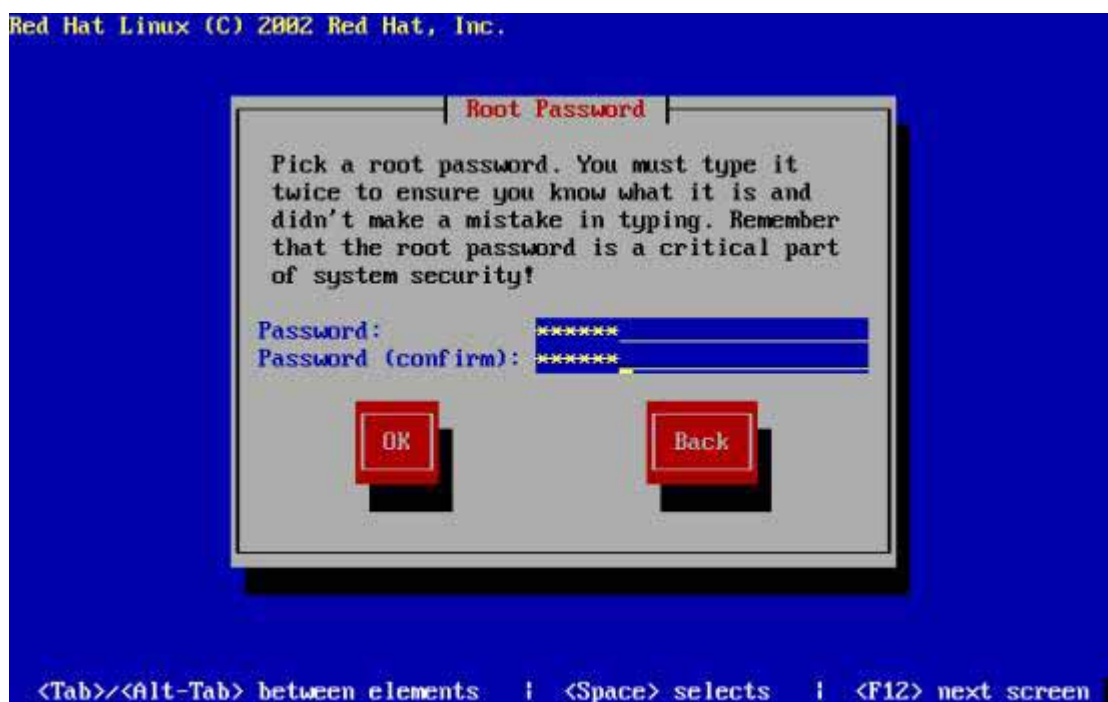 Red Hat Linux (C) 2002 Red Hat, Inc.
Root Password
Pick a root password. You must type it
twice to ensure you know what it is and
didn't make a mistake in typing. Remember
that the root password is a critical part
of system security!
Password: ******
Password (confirm): ******
OK Back
<Tab>/<Alt-Tab> between elements | <Space> selects | <F12> next screen